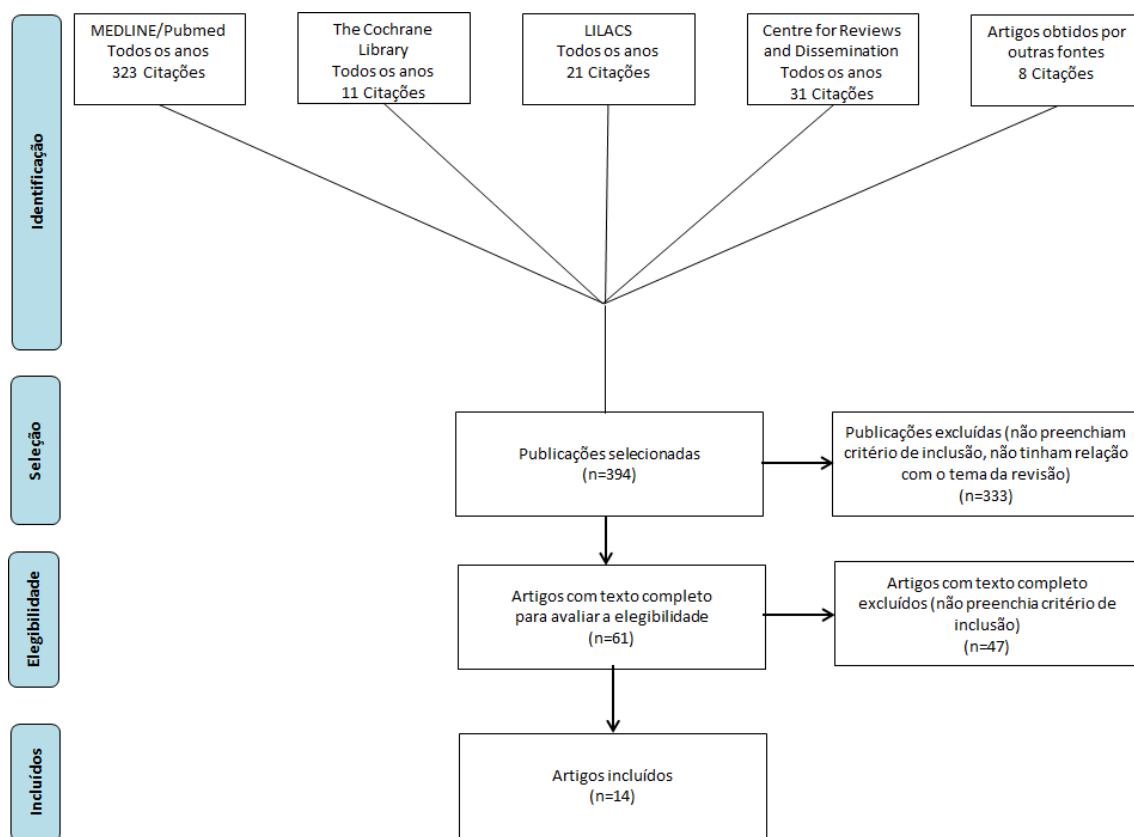 Identificação
MEDLINE/Pubmed
Todos os anos
323 Citações
The Cochrane
Library
Todos os anos
11 Citações
LILACS
Todos os anos
21 Citações
Centre for Reviews
and Dissemination
Todos os anos
31 Citações
Artigos obtidos por
outras fontes
8 Citações
Seleção
Publicações selecionadas
(n=394)
Publicações excluídas (não preenchiam
critério de inclusão, não tinham relação
com o tema da revisão)
(n=333)
Elegibilidade
Artigos com texto completo
para avaliar a elegibilidade
(n=61)
Artigos com texto completo
excluídos (não preenchia critério de
inclusão)
(n=47)
Incluídos
Artigos incluídos
(n=14)